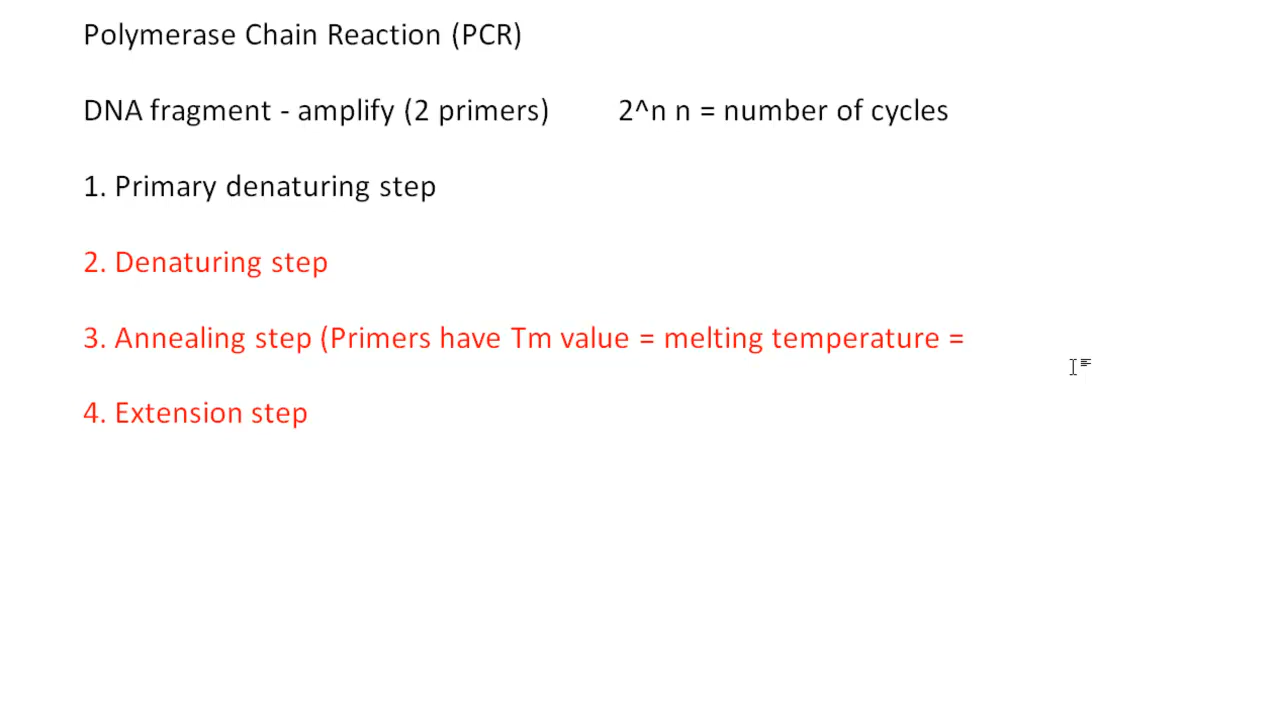 Polymerase Chain Reaction (PCR)
DNA fragment - amplify (2 primers) 2^n n = number of cycles
1. Primary denaturing step
2. Denaturing step
3. Annealing step (Primers have Tm value = melting temperature =
4. Extension step